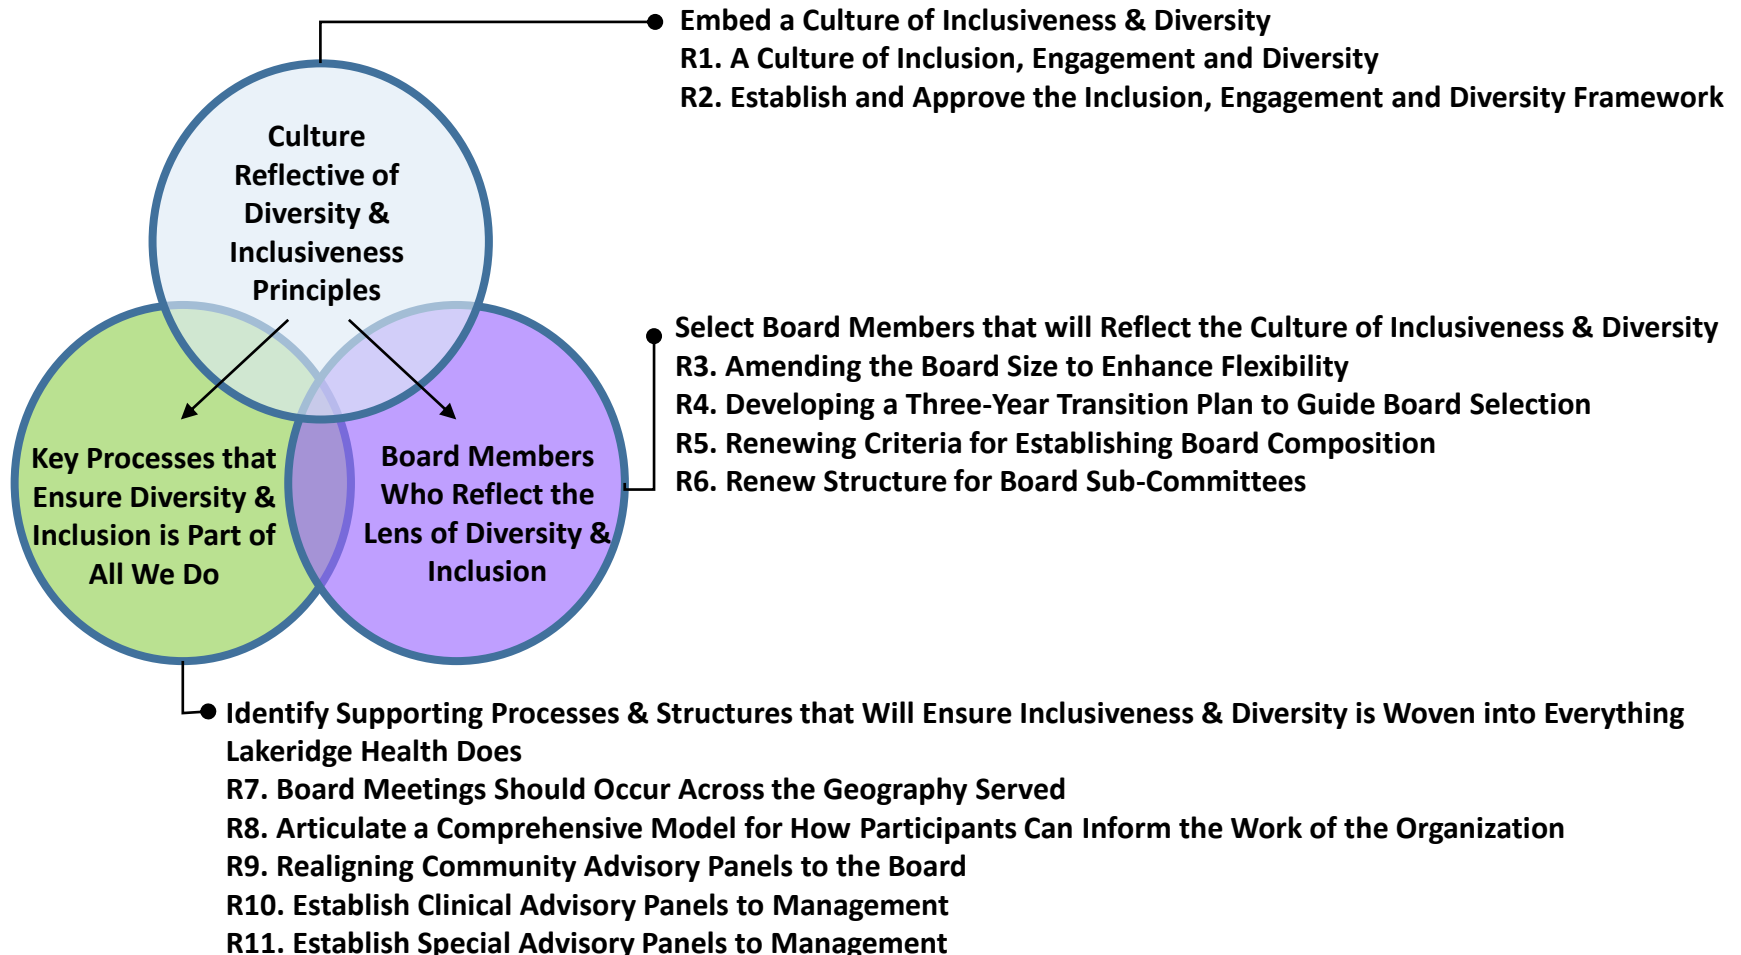 Embed a Culture of Inclusiveness & Diversity
R1. A Culture of Inclusion, Engagement and Diversity
R2. Establish and Approve the Inclusion, Engagement and Diversity Framework
Culture
Reflective of
Diversity &
Inclusiveness
Principles
Select Board Members that will Reflect the Culture of Inclusiveness & Diversity
R3. Amending the Board Size to Enhance Flexibility
R4. Developing a Three-Year Transition Plan to Guide Board Selection
R5. Renewing Criteria for Establishing Board Composition
R6. Renew Structure for Board Sub-Committees
Key Processes that
Ensure Diversity &
Inclusion is Part of
All We Do
Board Members
Who Reflect the
Lens of Diversity &
Inclusion
Identify Supporting Processes & Structures that Will Ensure Inclusiveness & Diversity is Woven into Everything
Lakeridge Health Does
R7. Board Meetings Should Occur Across the Geography Served
R8. Articulate a Comprehensive Model for How Participants Can Inform the Work of the Organization
R9. Realigning Community Advisory Panels to the Board
R10. Establish Clinical Advisory Panels to Management
R11. Establish Special Advisory Panels to Management